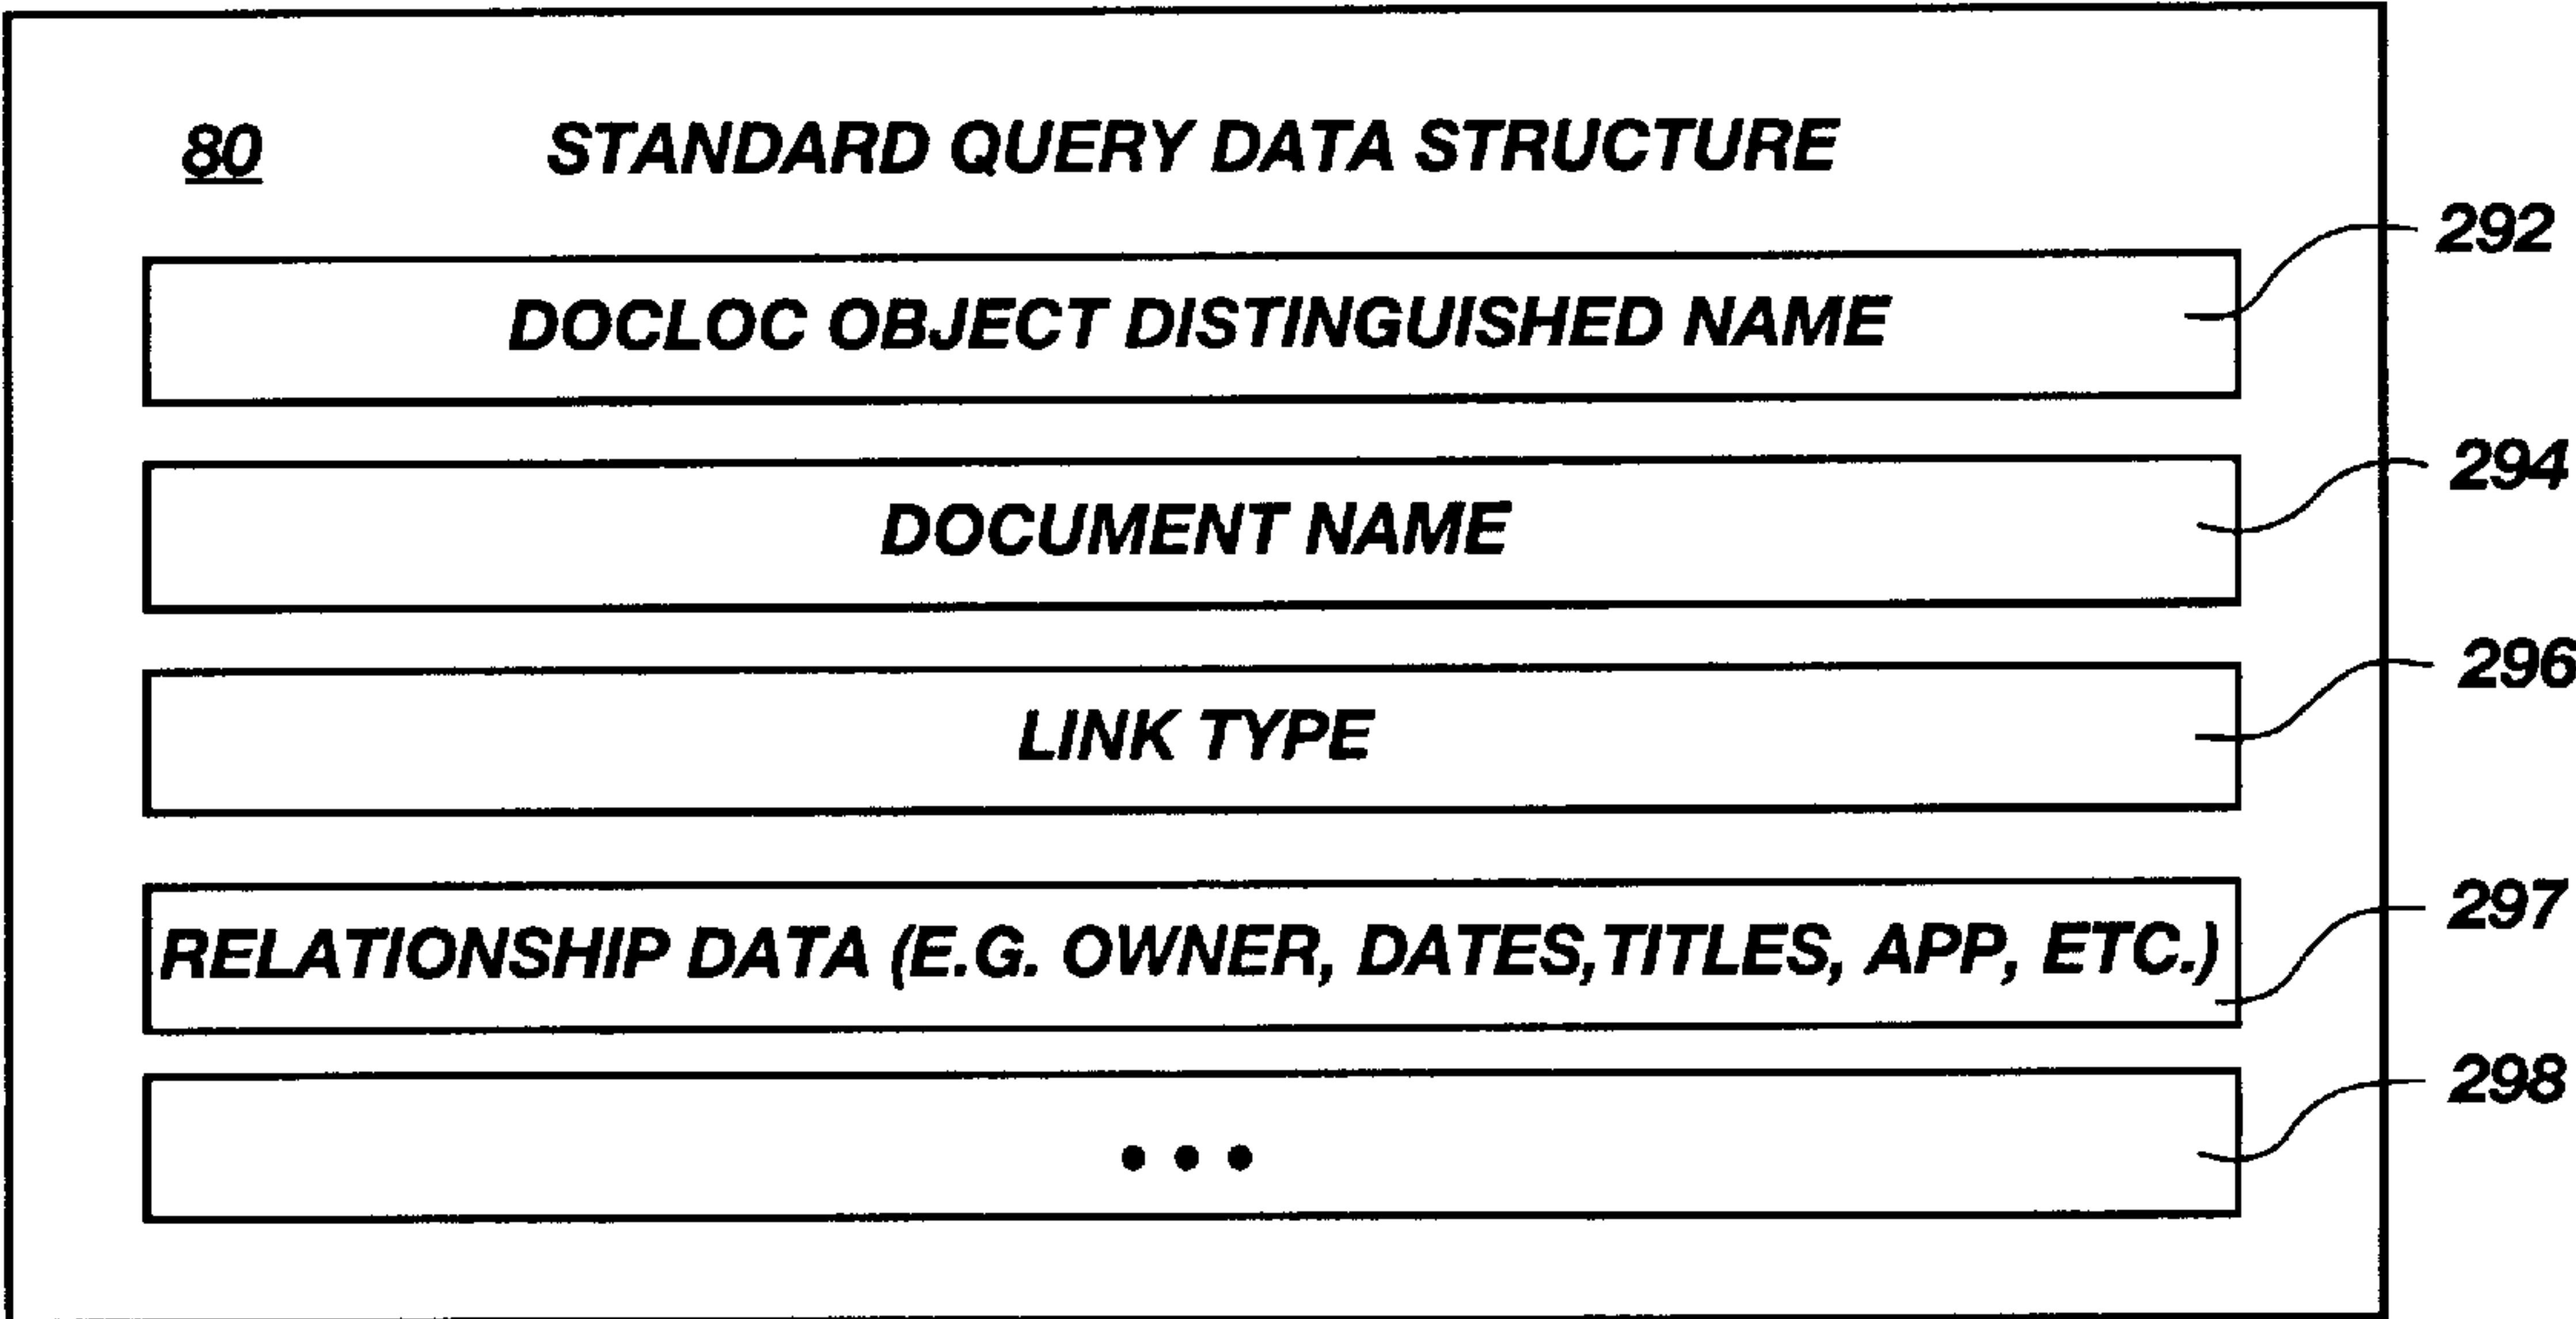 80 STANDARD QUERY DATA STRUCTURE
292
DOCLOC OBJECT DISTINGUISHED NAME
294
DOCUMENT NAME
296
LINK TYPE
297
RELATIONSHIP DATA (E.G. OWNER, DATES,TITLES, APP, ETC.)
298
• • •